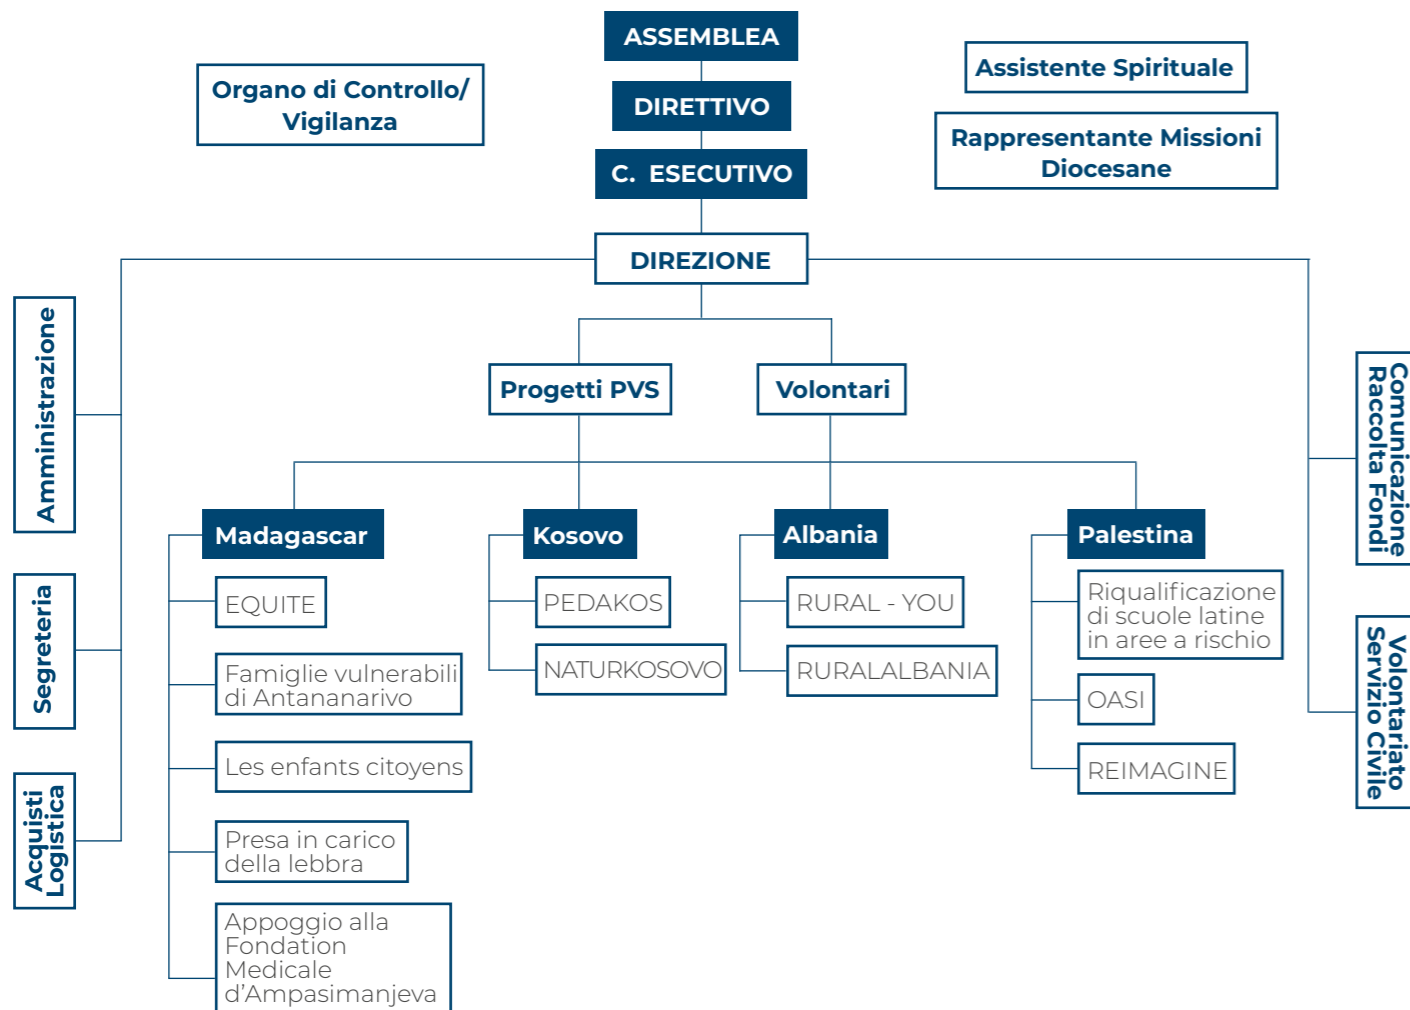 ASSEMBLEA
Organo di Controllo/
Vigilanza
Assistente Spirituale
DIRETTIVO
Rappresentante Missioni
Diocesane
C. ESECUTIVO
DIREZIONE
Amministrazione
Segreteria
Acquisti
Logistica
Progetti PVS
Volontari
Comunicazione
Raccolta Fondi
Volontariato
Servizio Civile
Madagascar
EQUITE
Famiglie vulnerabili
di Antananarivo
Les enfants citoyens
Presa in carico
della lebbra
Appoggio alla
Fondation
Medicale
d'Ampasimanjeva
Kosovo
PEDAKOS
NATURKOSOVO
Albania
RURAL - YOU
RURALALBANIA
Palestina
Riqualificazione
di scuole latine
in aree a rischio
OASI
REIMAGINE